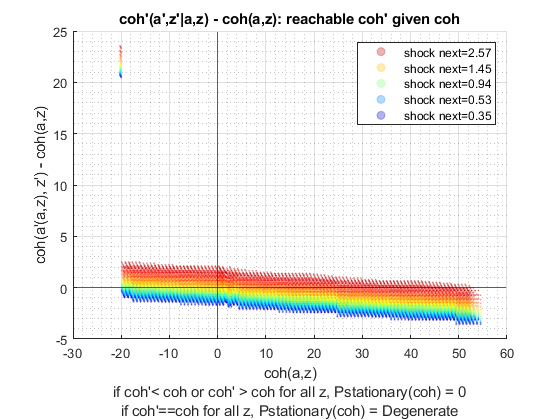 coh'(a',z'|a,z) - coh(a,z): reachable coh' given coh
25
20
15
10
5
0
-5
coh(a'(a,z), z') - coh(a,z)
shock next=2.57
shock next=1.45
shock next=0.94
shock next=0.53
shock next=0.35
-30
-20
-10
0
10
20
30
40
50
60
coh(a,z)
if coh'< coh or coh' > coh for all z, Pstationary(coh) = 0
if coh'==coh for all z, Pstationary(coh) = Degenerate